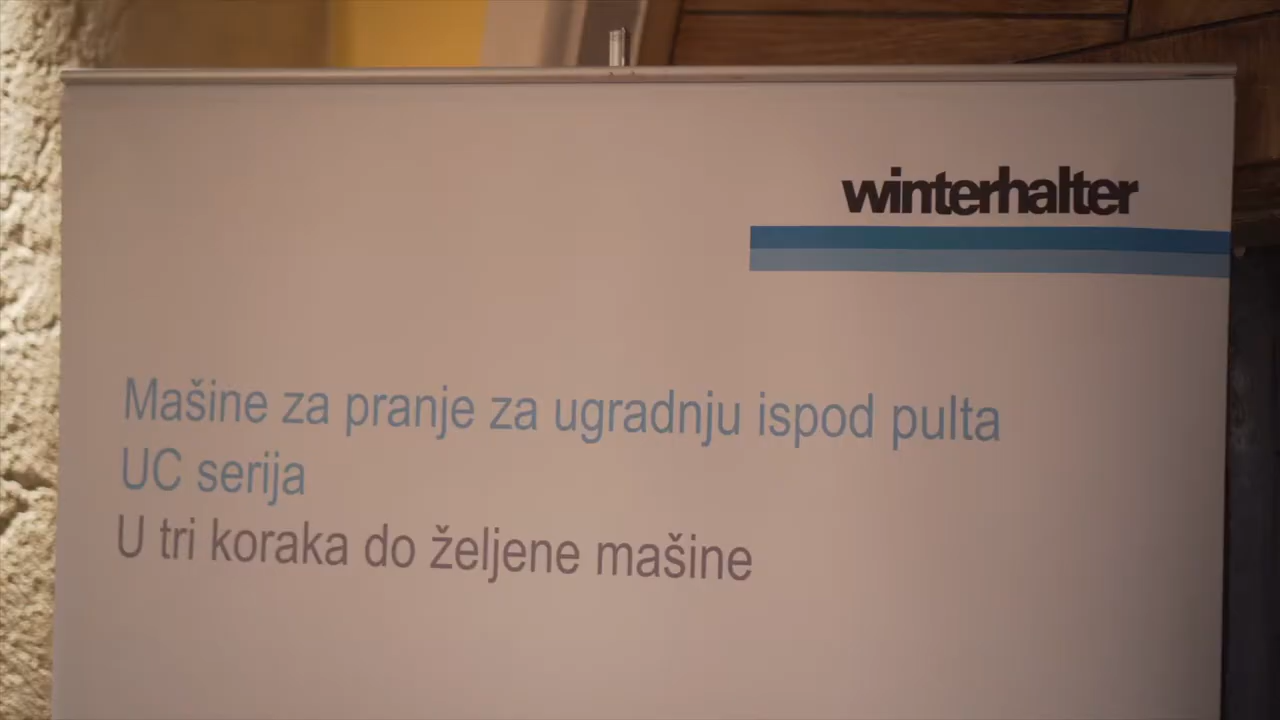 winterhalter
Mašine za pranje za ugradnju ispod pulta
UC serija
U tri koraka do željene mašine